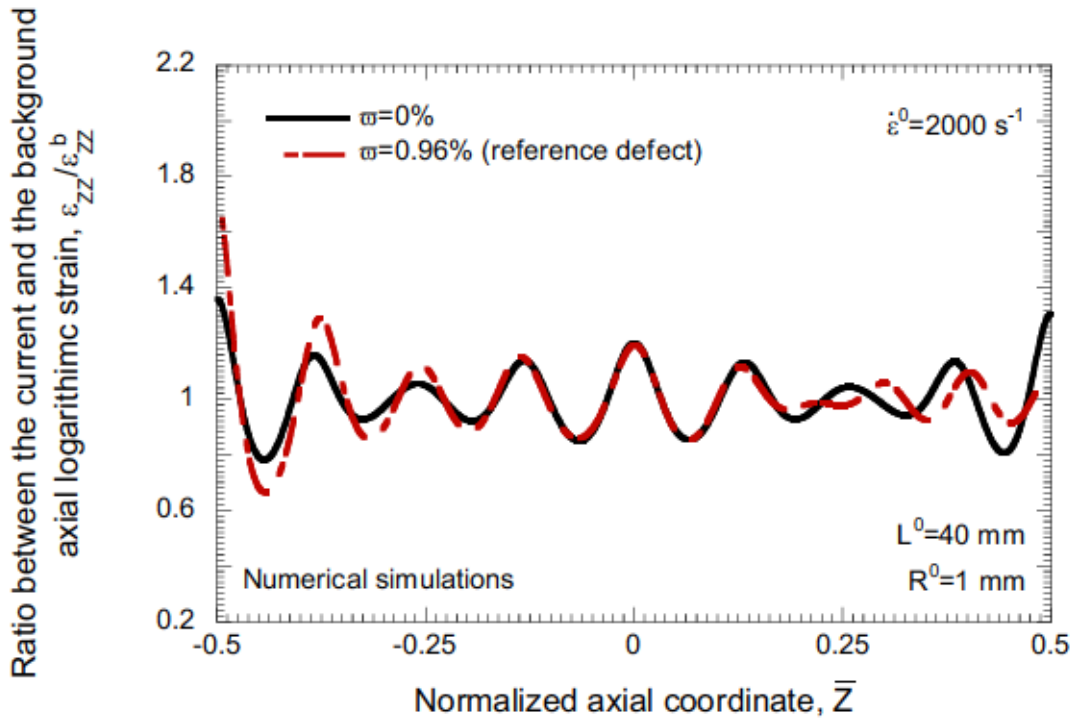 Ratio between the current and the background
axial logarithimc strain, ε_ZZ/ε^b_ZZ
2.2
1.8
1.4
1
0.6
0.2
ϖ=0%
ϖ=0.96% (reference defect)
ε̇⁰=2000 s⁻¹
L⁰=40 mm
R⁰=1 mm
Numerical simulations
-0.5
-0.25
0
0.25
0.5
Normalized axial coordinate, Z̅